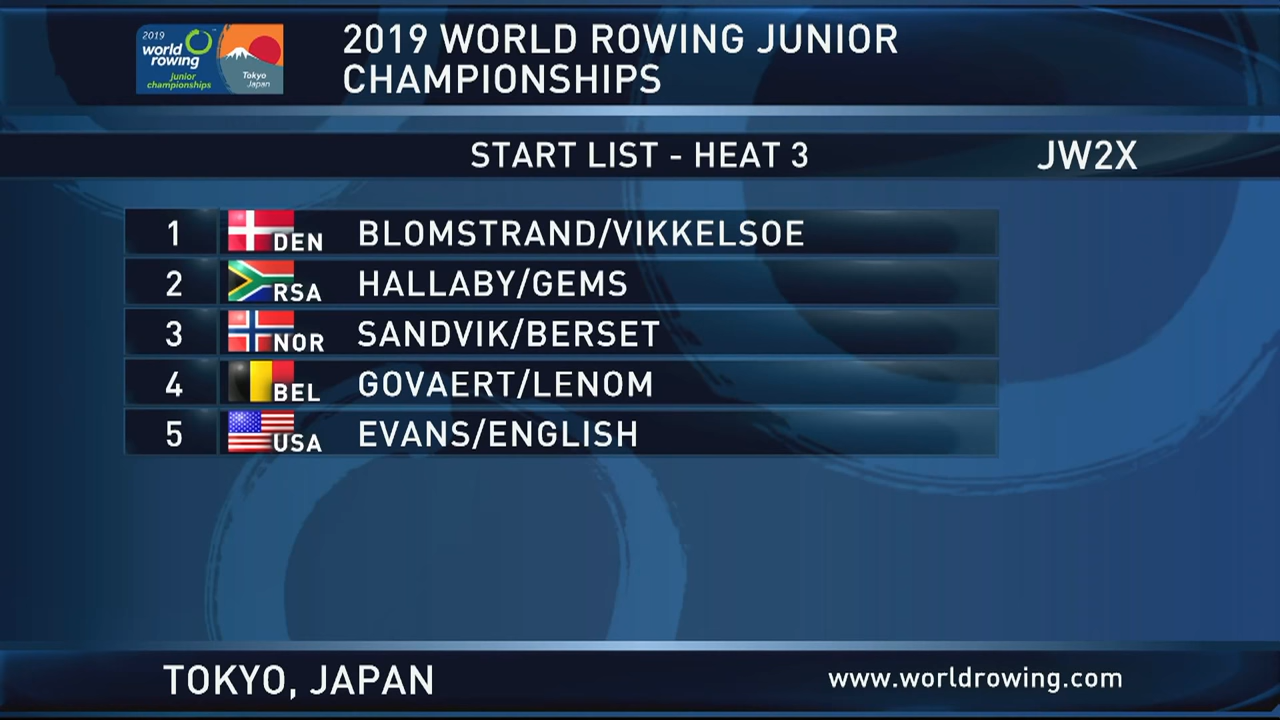 2019
world
rowing
junior
championships
Tokyo
Japan
2019 WORLD ROWING JUNIOR
CHAMPIONSHIPS
START LIST - HEAT 3 JW2X
1 DEN BLOMSTRAND/VIKKELSOE
2 RSA HALLABY/GEMS
3 NOR SANDVIK/BERSET
4 BEL GOVAERT/LENOM
5 USA EVANS/ENGLISH
TOKYO, JAPAN www.worldrowing.com